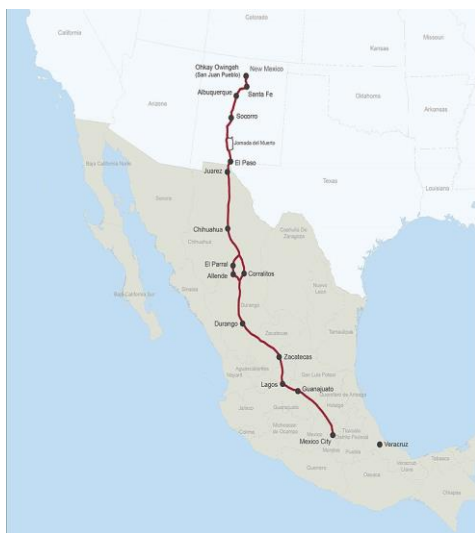 Colorado
California
Missouri
Kansas
Ohkay Owingeh
(San Juan Pueblo)
New Mexico
Albuquerque
Santa Fe
Oklahoma
Arizona
Arkansas
Socorro
Jornada del Muerto
El Paso
Juarez
Baja California Norte
Texas
Louisiana
Sonora
Chihuahua
Coahuila De
Zaragoza
Chihuahua
El Parral
Allende
Corralitos
Nuevo
Leon
Sinaloa
Baja California Sur
Durango
Durango
Tamaulipas
Zacatecas
Zacatecas
Aguascalientes
San Luis Potosi
Nayarit
Lagos
Guanajuato
Queretaro de Arteaga
Hidalgo
Jalisco
Guanajuato
Michoacan
de Ocampo
Colima
Mexico
Tlaxcala
Distrito Federal
Mexico City
Veracruz
Morelos
Puebla
Veracruz
Llave
Tabasco
Guerrero
Oaxaca
Chiapas